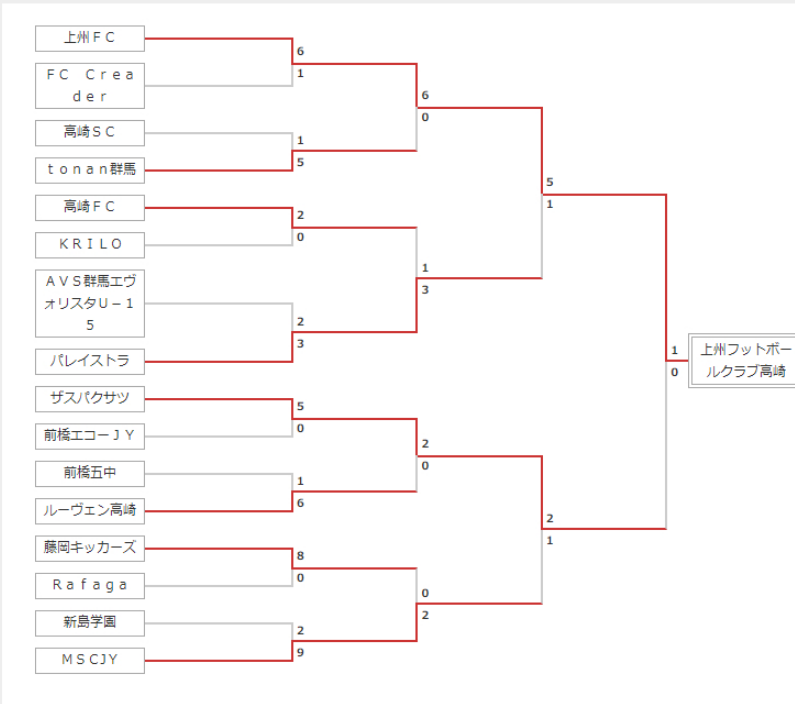 上州ＦＣ
6
ＦＣ　Ｃｒｅａ
ｄｅｒ
1
6
0
高崎ＳＣ
1
ｔｏｎａｎ群馬
5
5
1
高崎ＦＣ
2
ＫＲＩＬＯ
0
1
3
ＡＶＳ群馬エヴ
ォリスタＵ－１
５
2
パレイストラ
3
1
0
上州フットボー
ルクラブ高崎
ザスパクサツ
5
前橋エコーＪＹ
0
2
0
前橋五中
1
ルーヴェン高崎
6
2
1
藤岡キッカーズ
8
Ｒａｆａｇａ
0
0
2
新島学園
2
ＭＳＣJＹ
9